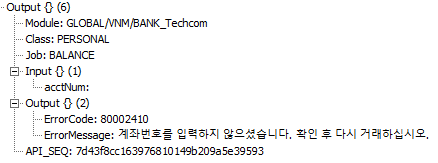 Output {} (6)
Module: GLOBAL/VNM/BANK_Techcom
Class: PERSONAL
Job: BALANCE
Input {} (1)
acctNum:
Output {} (2)
ErrorCode: 80002410
ErrorMessage: 계좌번호를 입력하지 않으셨습니다. 확인 후 다시 거래하십시오.
API_SEQ: 7d43f8cc163976810149b209a5e39593